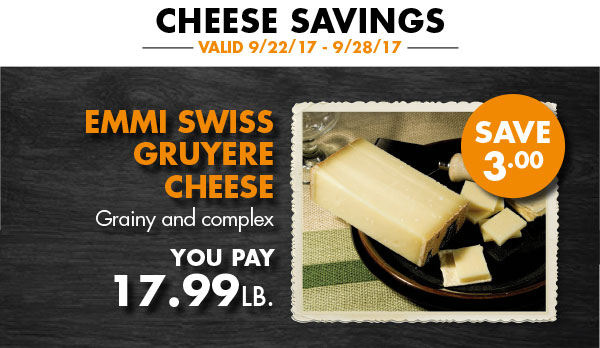 CHEESE SAVINGS
VALID 9/22/17 - 9/28/17
EMMI SWISS
GRUYERE
CHEESE
Grainy and complex
YOU PAY
17.99LB.
SAVE
3.00